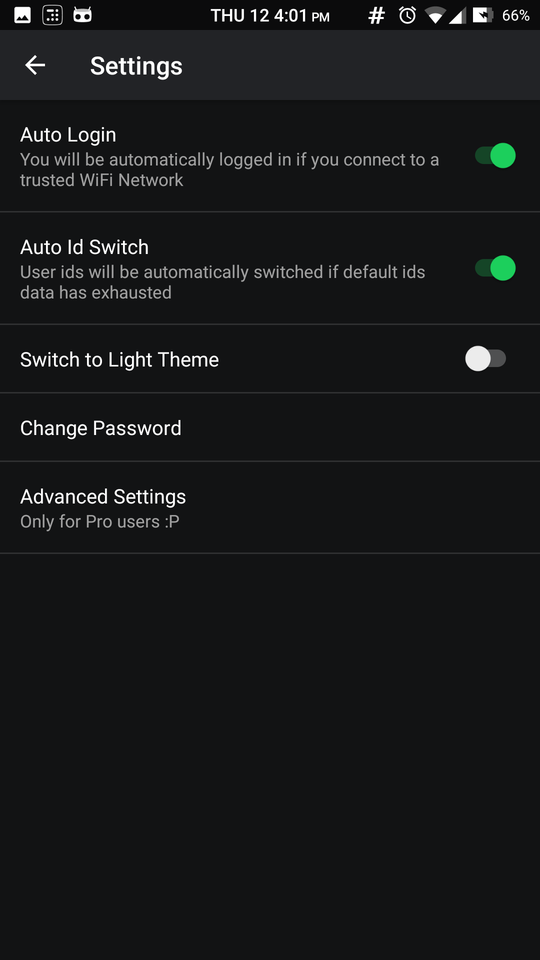 THU 12 4:01 PM # 66%
Settings
Auto Login
You will be automatically logged in if you connect to a
trusted WiFi Network
Auto Id Switch
User ids will be automatically switched if default ids
data has exhausted
Switch to Light Theme
Change Password
Advanced Settings
Only for Pro users :P